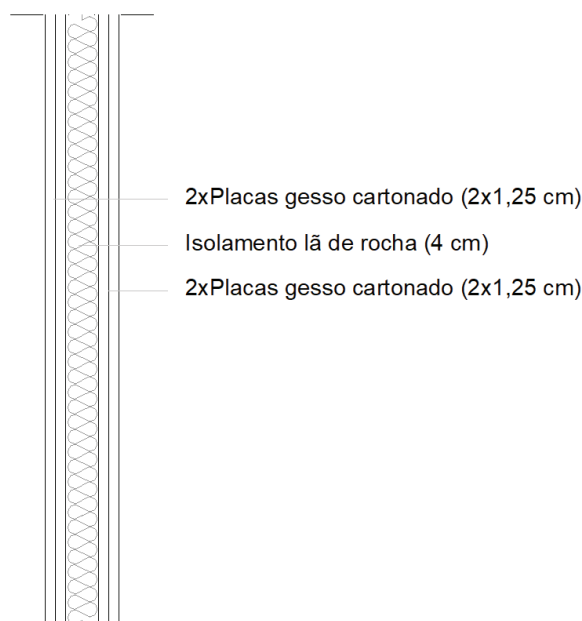 2xPlacas gesso cartonado (2x1,25 cm)
Isolamento lã de rocha (4 cm)
2xPlacas gesso cartonado (2x1,25 cm)